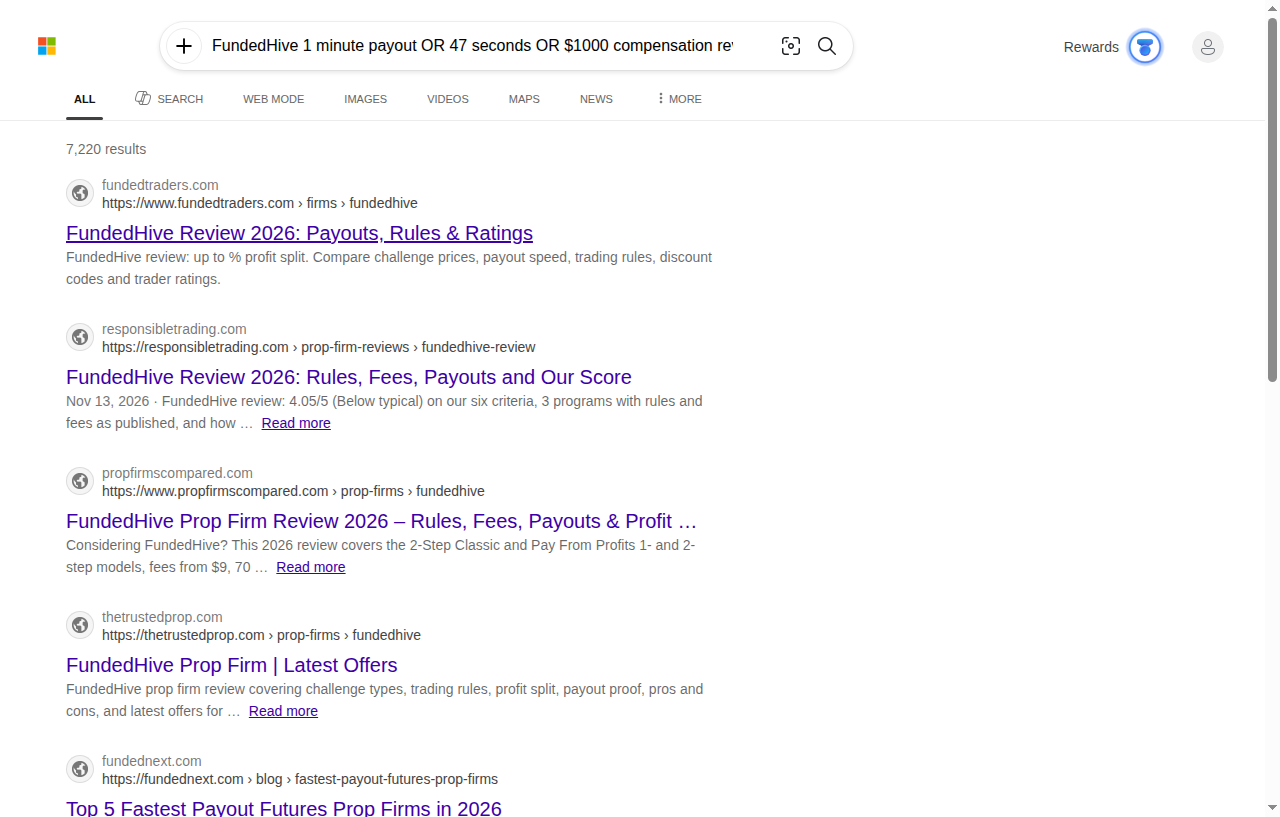 FundedHive 1 minute payout OR 47 seconds OR $1000 compensation
Rewards
ALL
SEARCH
WEB MODE
IMAGES
VIDEOS
MAPS
NEWS
MORE
7,220 results
fundedtraders.com
https://www.fundedtraders.com › firms › fundedhive
FundedHive Review 2026: Payouts, Rules & Ratings
FundedHive review: up to % profit split. Compare challenge prices, payout speed, trading rules, discount
codes and trader ratings.
responsibletrading.com
https://responsibletrading.com › prop-firm-reviews › fundedhive-review
FundedHive Review 2026: Rules, Fees, Payouts and Our Score
Nov 13, 2026 · FundedHive review: 4.05/5 (Below typical) on our six criteria, 3 programs with rules and
fees as published, and how … Read more
propfirmscompared.com
https://www.propfirmscompared.com › prop-firms › fundedhive
FundedHive Prop Firm Review 2026 – Rules, Fees, Payouts & Profit …
Considering FundedHive? This 2026 review covers the 2-Step Classic and Pay From Profits 1- and 2-
step models, fees from $9, 70 … Read more
thetrustedprop.com
https://thetrustedprop.com › prop-firms › fundedhive
FundedHive Prop Firm | Latest Offers
FundedHive prop firm review covering challenge types, trading rules, profit split, payout proof, pros and
cons, and latest offers for … Read more
fundednext.com
https://fundednext.com › blog › fastest-payout-futures-prop-firms
Top 5 Fastest Payout Futures Prop Firms in 2026